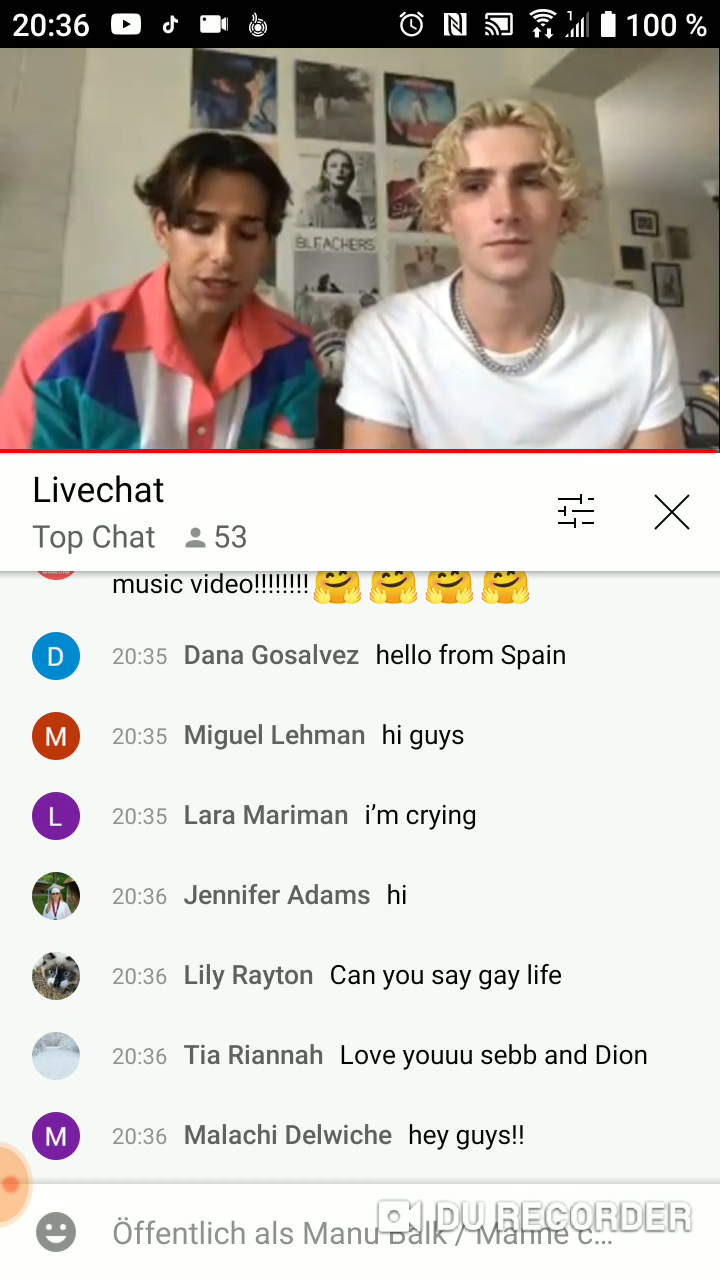 20:36 100 %
BLEACHERS
Livechat
Top Chat 53
music video!!!!!!!!🤗🤗🤗🤗
D 20:35 Dana Gosalvez hello from Spain
M 20:35 Miguel Lehman hi guys
L 20:35 Lara Mariman i’m crying
20:36 Jennifer Adams hi
20:36 Lily Rayton Can you say gay life
20:36 Tia Riannah Love youuu sebb and Dion
M 20:36 Malachi Delwiche hey guys!!
Öffentlich als Manu Balk / Manne c...
DU RECORDER